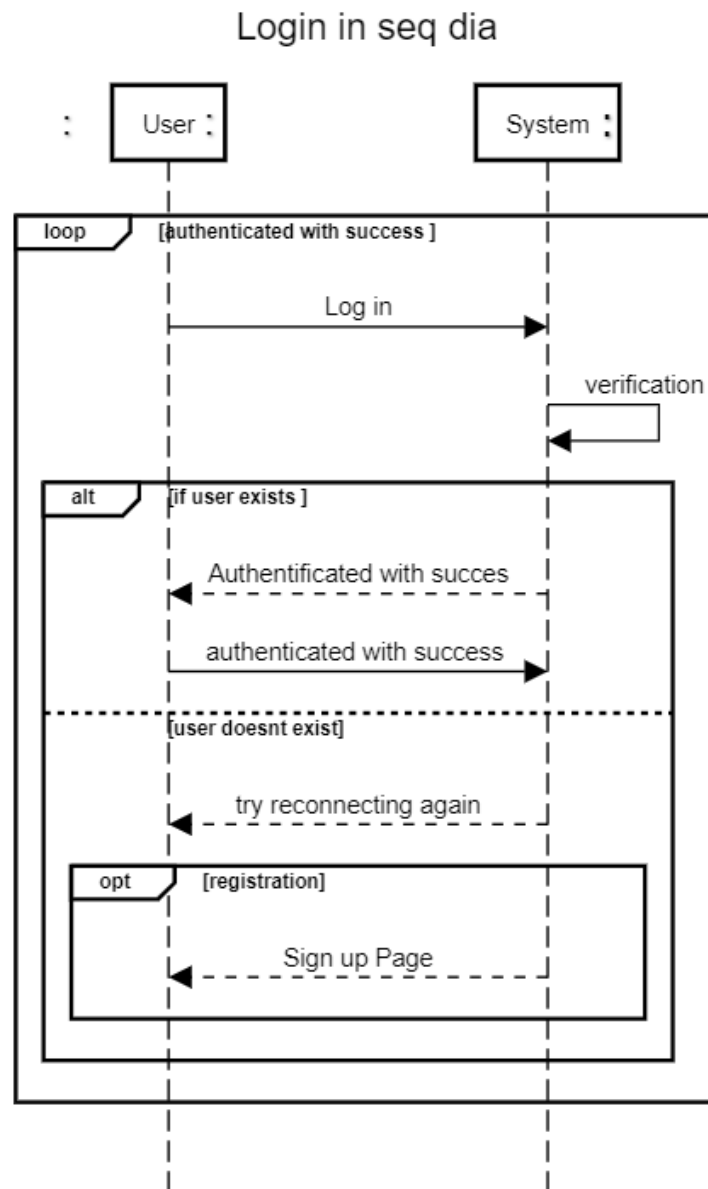 Login in seq dia
: User : System :
loop [authenticated with success ]
Log in
verification
alt [if user exists ]
Authentificated with succes
authenticated with success
[user doesnt exist]
try reconnecting again
opt [registration]
Sign up Page